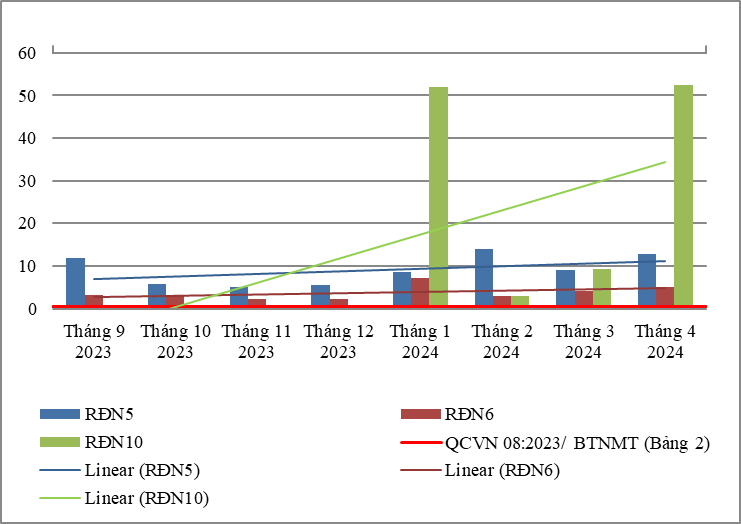 60
50
40
30
20
10
0
Tháng 9 Tháng 10 Tháng 11 Tháng 12 Tháng 1 Tháng 2 Tháng 3 Tháng 4
2023 2023 2023 2023 2024 2024 2024 2024
RĐN5 RĐN6
RĐN10 QCVN 08:2023/ BTNMT (Bảng 2)
Linear (RĐN5) Linear (RĐN6)
Linear (RĐN10)